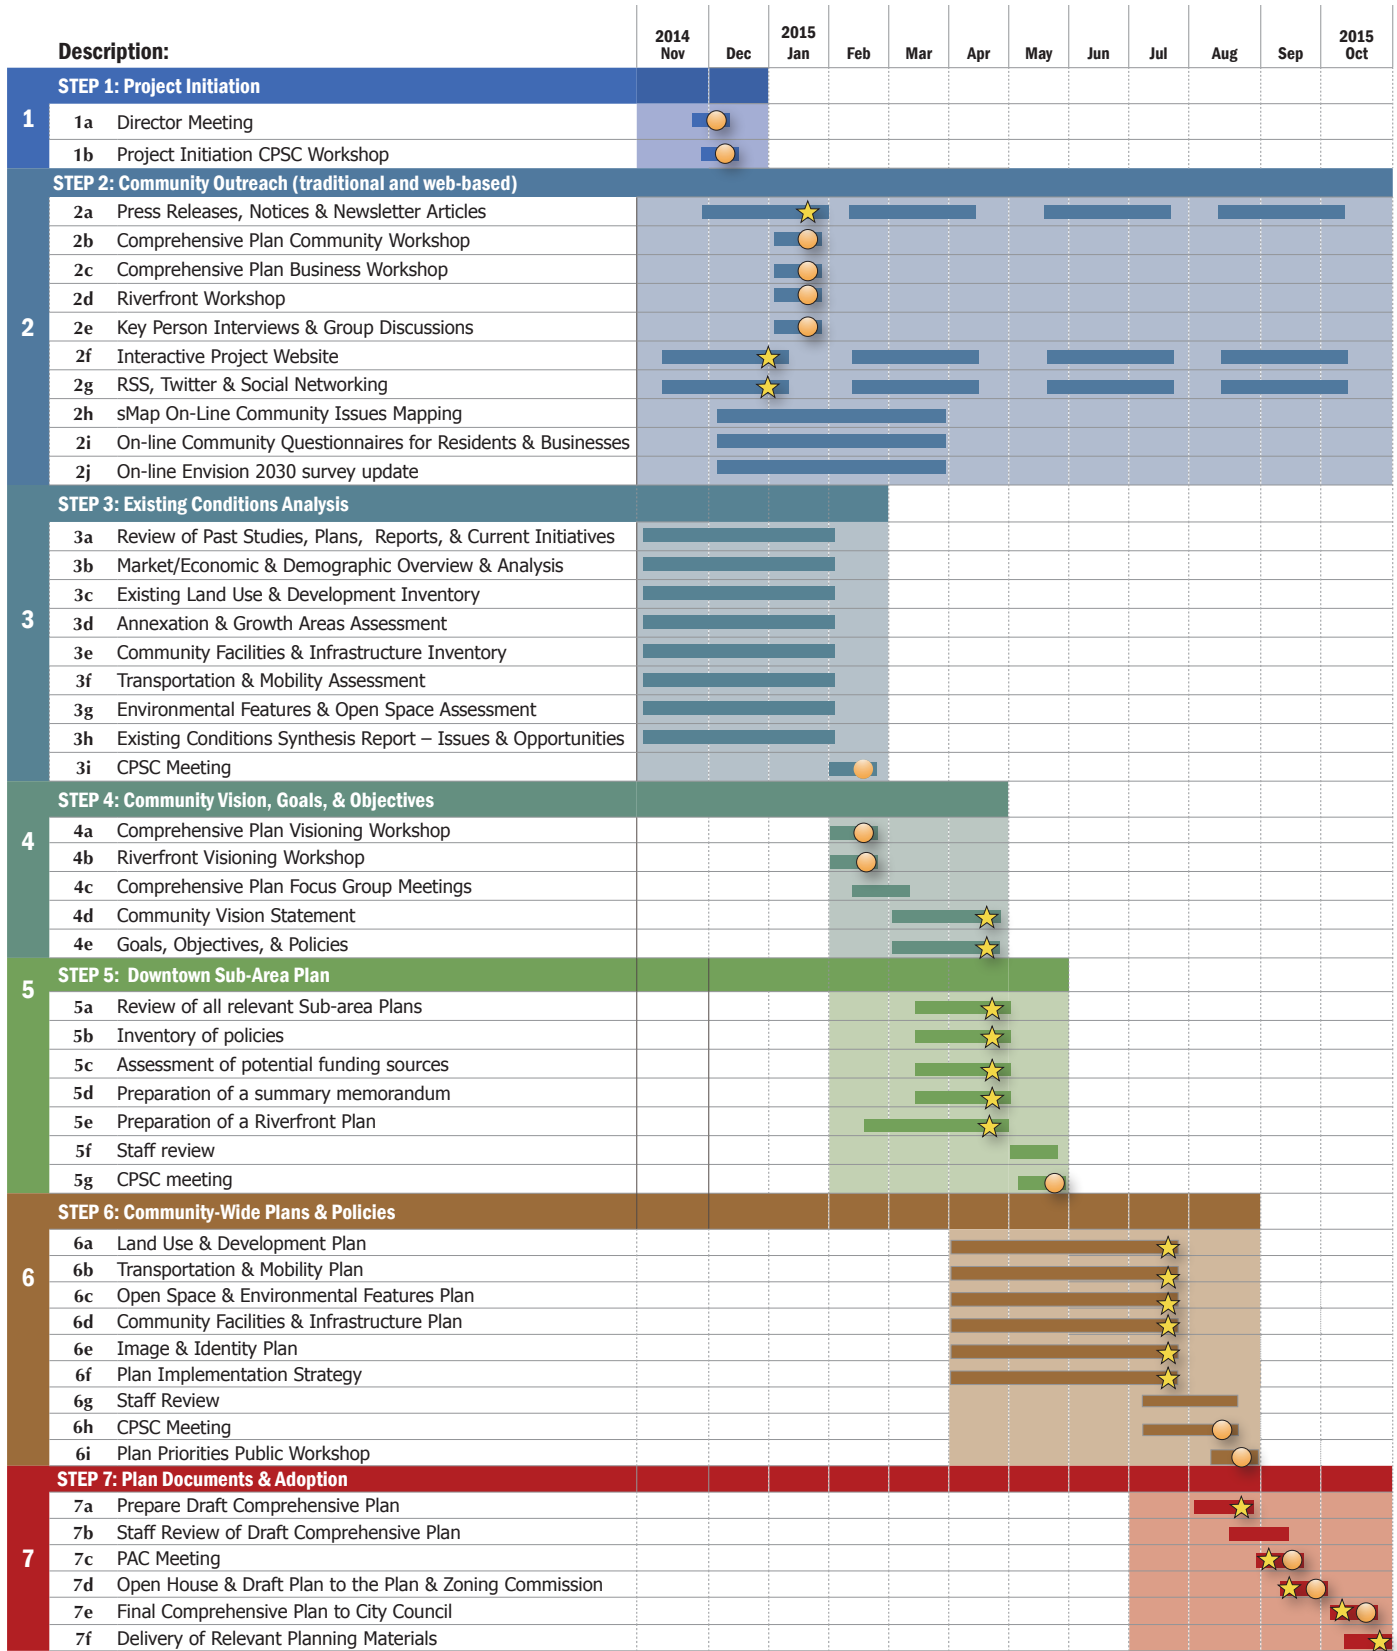 Description:
2014 Nov Dec 2015 Jan Feb Mar Apr May Jun Jul Aug Sep 2015 Oct
STEP 1: Project Initiation
1
1a Director Meeting
1b Project Initiation CPSC Workshop
STEP 2: Community Outreach (traditional and web-based)
2a Press Releases, Notices & Newsletter Articles
2b Comprehensive Plan Community Workshop
2c Comprehensive Plan Business Workshop
2d Riverfront Workshop
2
2e Key Person Interviews & Group Discussions
2f Interactive Project Website
2g RSS, Twitter & Social Networking
2h sMap On-Line Community Issues Mapping
2i On-line Community Questionnaires for Residents & Businesses
2j On-line Envision 2030 survey update
STEP 3: Existing Conditions Analysis
3a Review of Past Studies, Plans, Reports, & Current Initiatives
3b Market/Economic & Demographic Overview & Analysis
3c Existing Land Use & Development Inventory
3
3d Annexation & Growth Areas Assessment
3e Community Facilities & Infrastructure Inventory
3f Transportation & Mobility Assessment
3g Environmental Features & Open Space Assessment
3h Existing Conditions Synthesis Report – Issues & Opportunities
3i CPSC Meeting
STEP 4: Community Vision, Goals, & Objectives
4
4a Comprehensive Plan Visioning Workshop
4b Riverfront Visioning Workshop
4c Comprehensive Plan Focus Group Meetings
4d Community Vision Statement
4e Goals, Objectives, & Policies
STEP 5: Downtown Sub-Area Plan
5
5a Review of all relevant Sub-area Plans
5b Inventory of policies
5c Assessment of potential funding sources
5d Preparation of a summary memorandum
5e Preparation of a Riverfront Plan
5f Staff review
5g CPSC meeting
STEP 6: Community-Wide Plans & Policies
6a Land Use & Development Plan
6b Transportation & Mobility Plan
6
6c Open Space & Environmental Features Plan
6d Community Facilities & Infrastructure Plan
6e Image & Identity Plan
6f Plan Implementation Strategy
6g Staff Review
6h CPSC Meeting
6i Plan Priorities Public Workshop
STEP 7: Plan Documents & Adoption
7a Prepare Draft Comprehensive Plan
7b Staff Review of Draft Comprehensive Plan
7
7c PAC Meeting
7d Open House & Draft Plan to the Plan & Zoning Commission
7e Final Comprehensive Plan to City Council
7f Delivery of Relevant Planning Materials